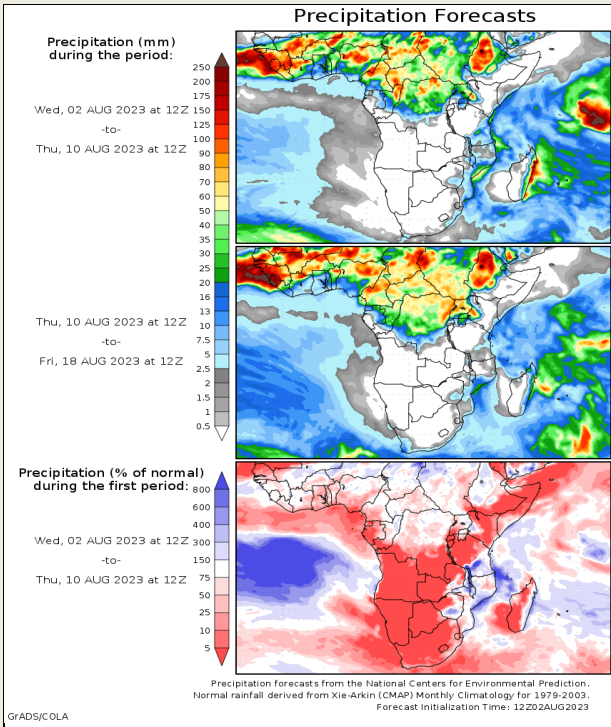 Precipitation Forecasts
Precipitation (mm)
during the period:
Wed, 02 AUG 2023 at 12Z
-to-
Thu, 10 AUG 2023 at 12Z
250
200
175
150
125
100
90
80
70
60
50
40
35
30
25
20
16
13
10
7.5
5
2.5
2
1.5
1
0.5
Thu, 10 AUG 2023 at 12Z
-to-
Fri, 18 AUG 2023 at 12Z
Precipitation (% of normal)
during the first period:
Wed, 02 AUG 2023 at 12Z
-to-
Thu, 10 AUG 2023 at 12Z
800
600
400
300
150
75
50
25
10
5
Precipitation forecasts from the National Centers for Environmental Prediction.
Normal rainfall derived from Xie-Arkin (CMAP) Monthly Climatology for 1979-2003.
Forecast Initialization Time: 12Z02AUG2023
GrADS/COLA